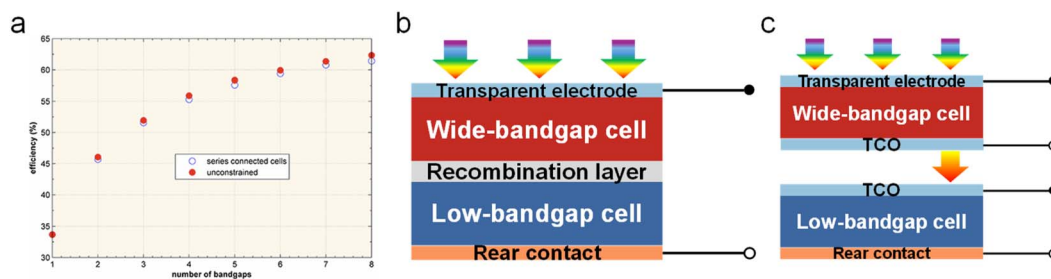 a
65
60
55
50
45
40
35
30
efficiency (%)
series connected cells
unconstrained
1 2 3 4 5 6 7 8
number of bandgaps
b
Transparent electrode
Wide-bandgap cell
Recombination layer
Low-bandgap cell
Rear contact
c
Transparent electrode
Wide-bandgap cell
TCO
TCO
Low-bandgap cell
Rear contact